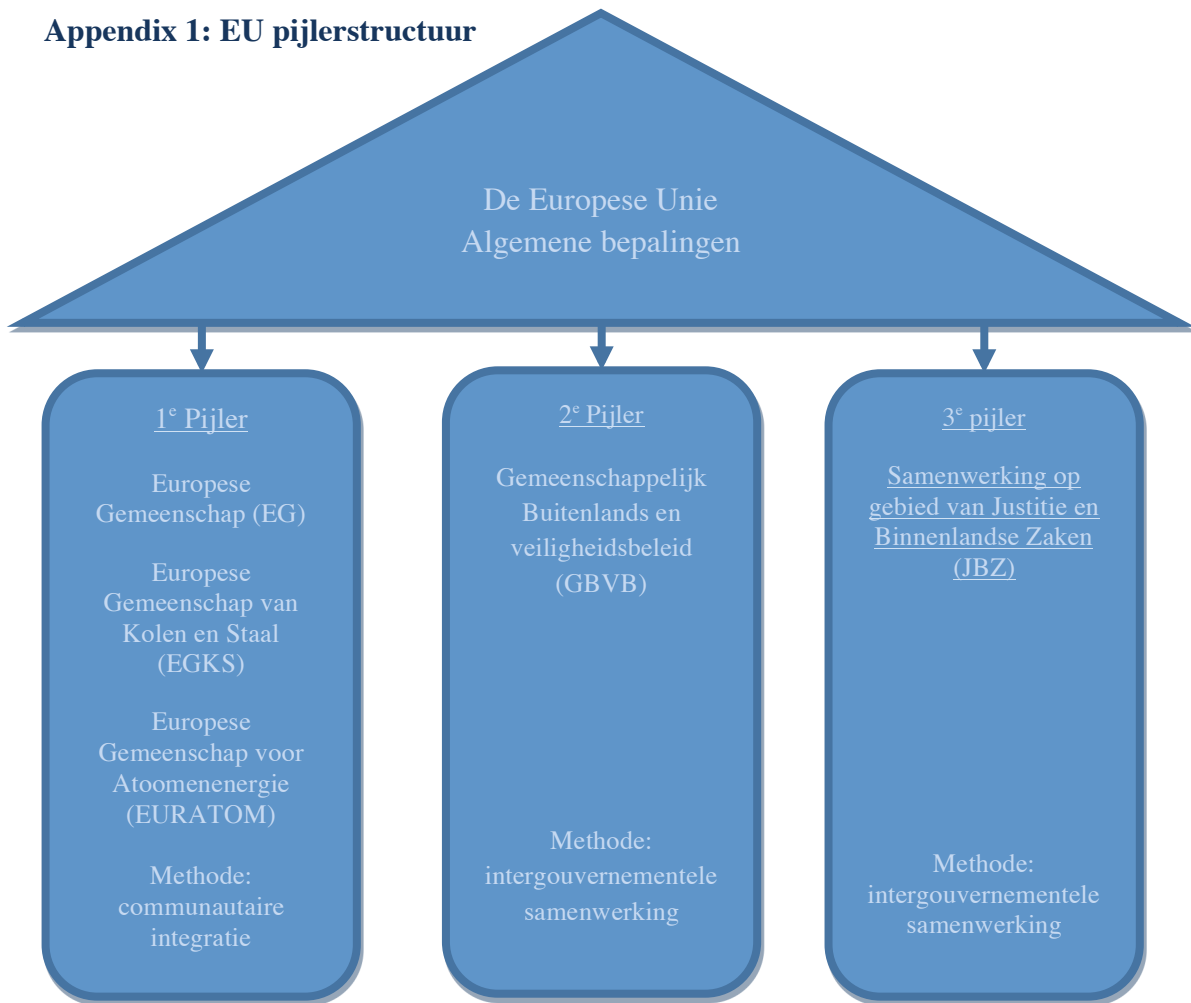 Appendix 1: EU pijlerstructuur
De Europese Unie
Algemene bepalingen
1e Pijler
Europese
Gemeenschap (EG)
Europese
Gemeenschap van
Kolen en Staal
(EGKS)
Europese
Gemeenschap voor
Atoomenenergie
(EURATOM)
Methode:
communautaire
integratie
2e Pijler
Gemeenschappelijk
Buitenlands en
veiligheidsbeleid
(GBVB)
Methode:
intergouvernementele
samenwerking
3e pijler
Samenwerking op
gebied van Justitie en
Binnenlandse Zaken
(JBZ)
Methode:
intergouvernementele
samenwerking